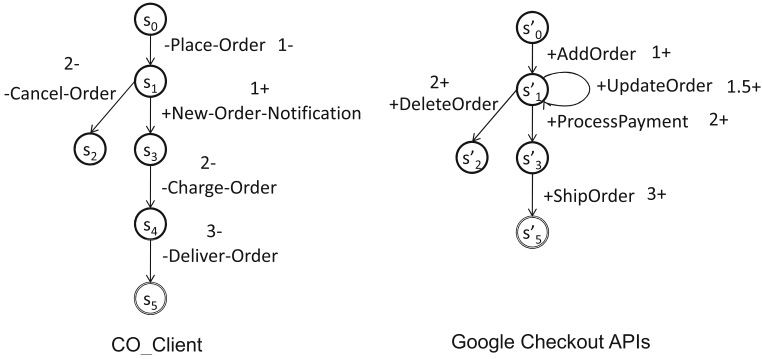 s0
-Place-Order 1-
2-
-Cancel-Order
s1
1+
+New-Order-Notification
s2
s3
2-
-Charge-Order
s4
3-
-Deliver-Order
s5
CO_Client
s'0
+AddOrder 1+
2+
+DeleteOrder
s'1
+UpdateOrder 1.5+
+ProcessPayment 2+
s'2
s'3
+ShipOrder 3+
s'5
Google Checkout APIs